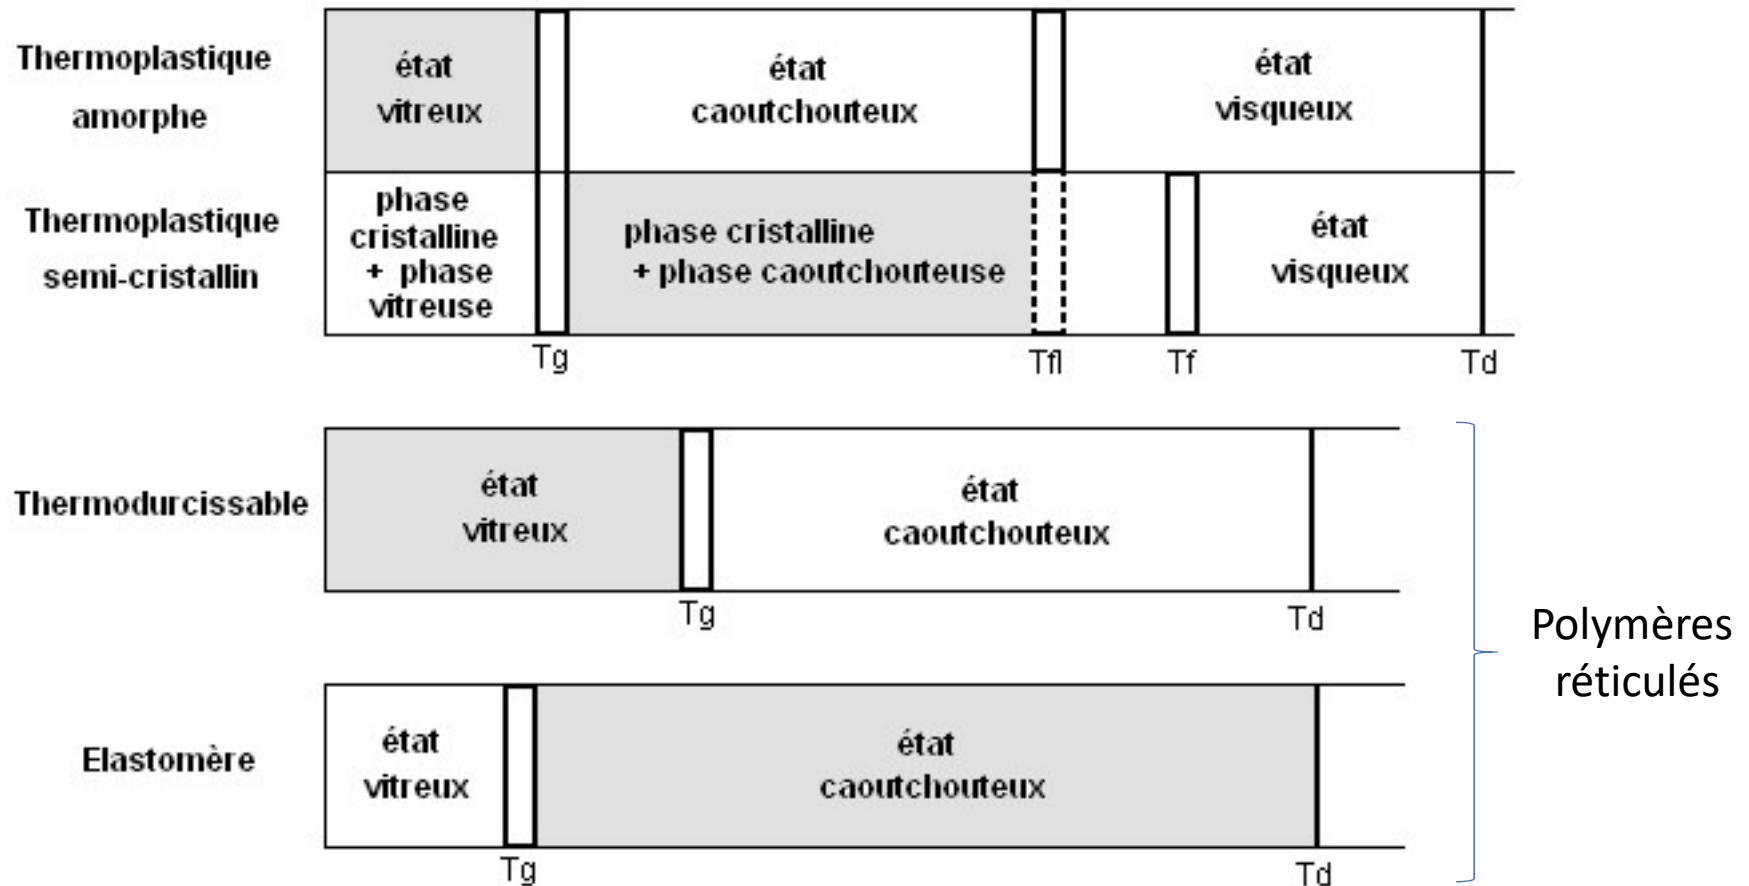 Thermoplastique
amorphe
état
vitreux
état
caoutchouteux
état
visqueux
Thermoplastique
semi-cristallin
phase
cristalline
+ phase
vitreuse
phase cristalline
+ phase caoutchouteuse
état
visqueux
Tg
Tfl
Tf
Td
Thermodurcissable
état
vitreux
état
caoutchouteux
Tg
Td
Elastomère
état
vitreux
état
caoutchouteux
Tg
Td
Polymères
réticulés